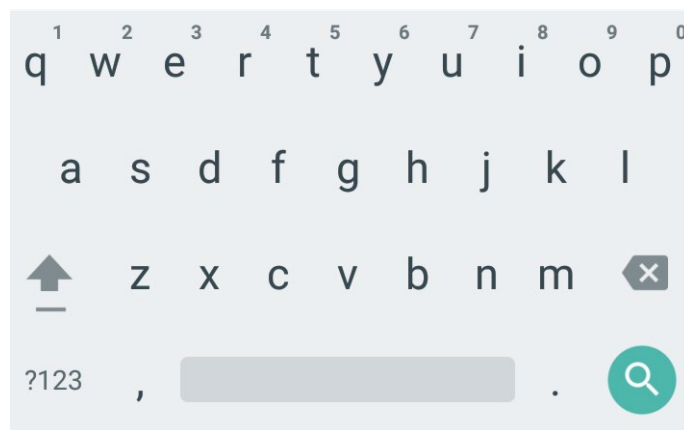 1 2 3 4 5 6 7 8 9 0
q w e r t y u i o p
a s d f g h j k l
z x c v b n m
?123 , .